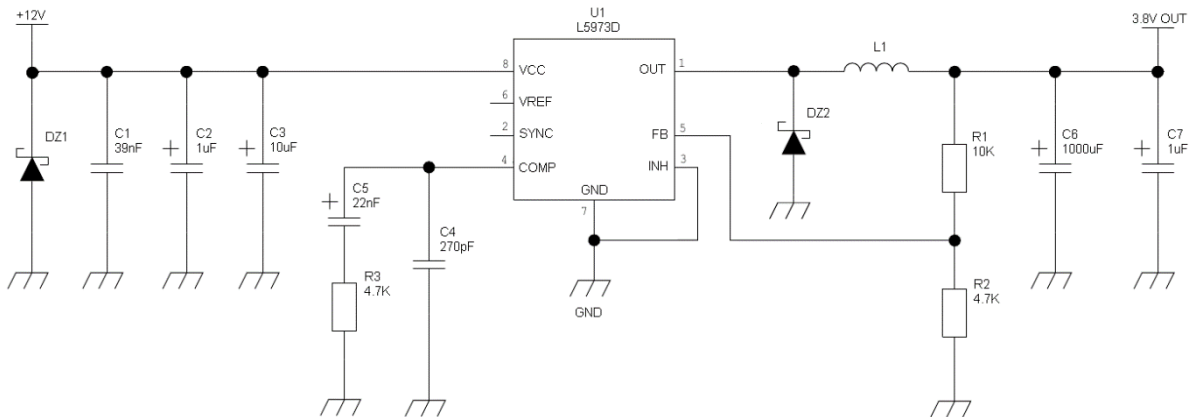 +12V
U1
L5973D
3.8V OUT
L1
8
VCC
OUT
1
6
VREF
2
SYNC
FB
5
4
COMP
INH
3
GND
7
DZ1
C1
39nF
+
C2
1uF
+
C3
10uF
DZ2
R1
10K
+
C6
1000uF
+
C7
1uF
+
C5
22nF
C4
270pF
R3
4.7K
R2
4.7K
GND